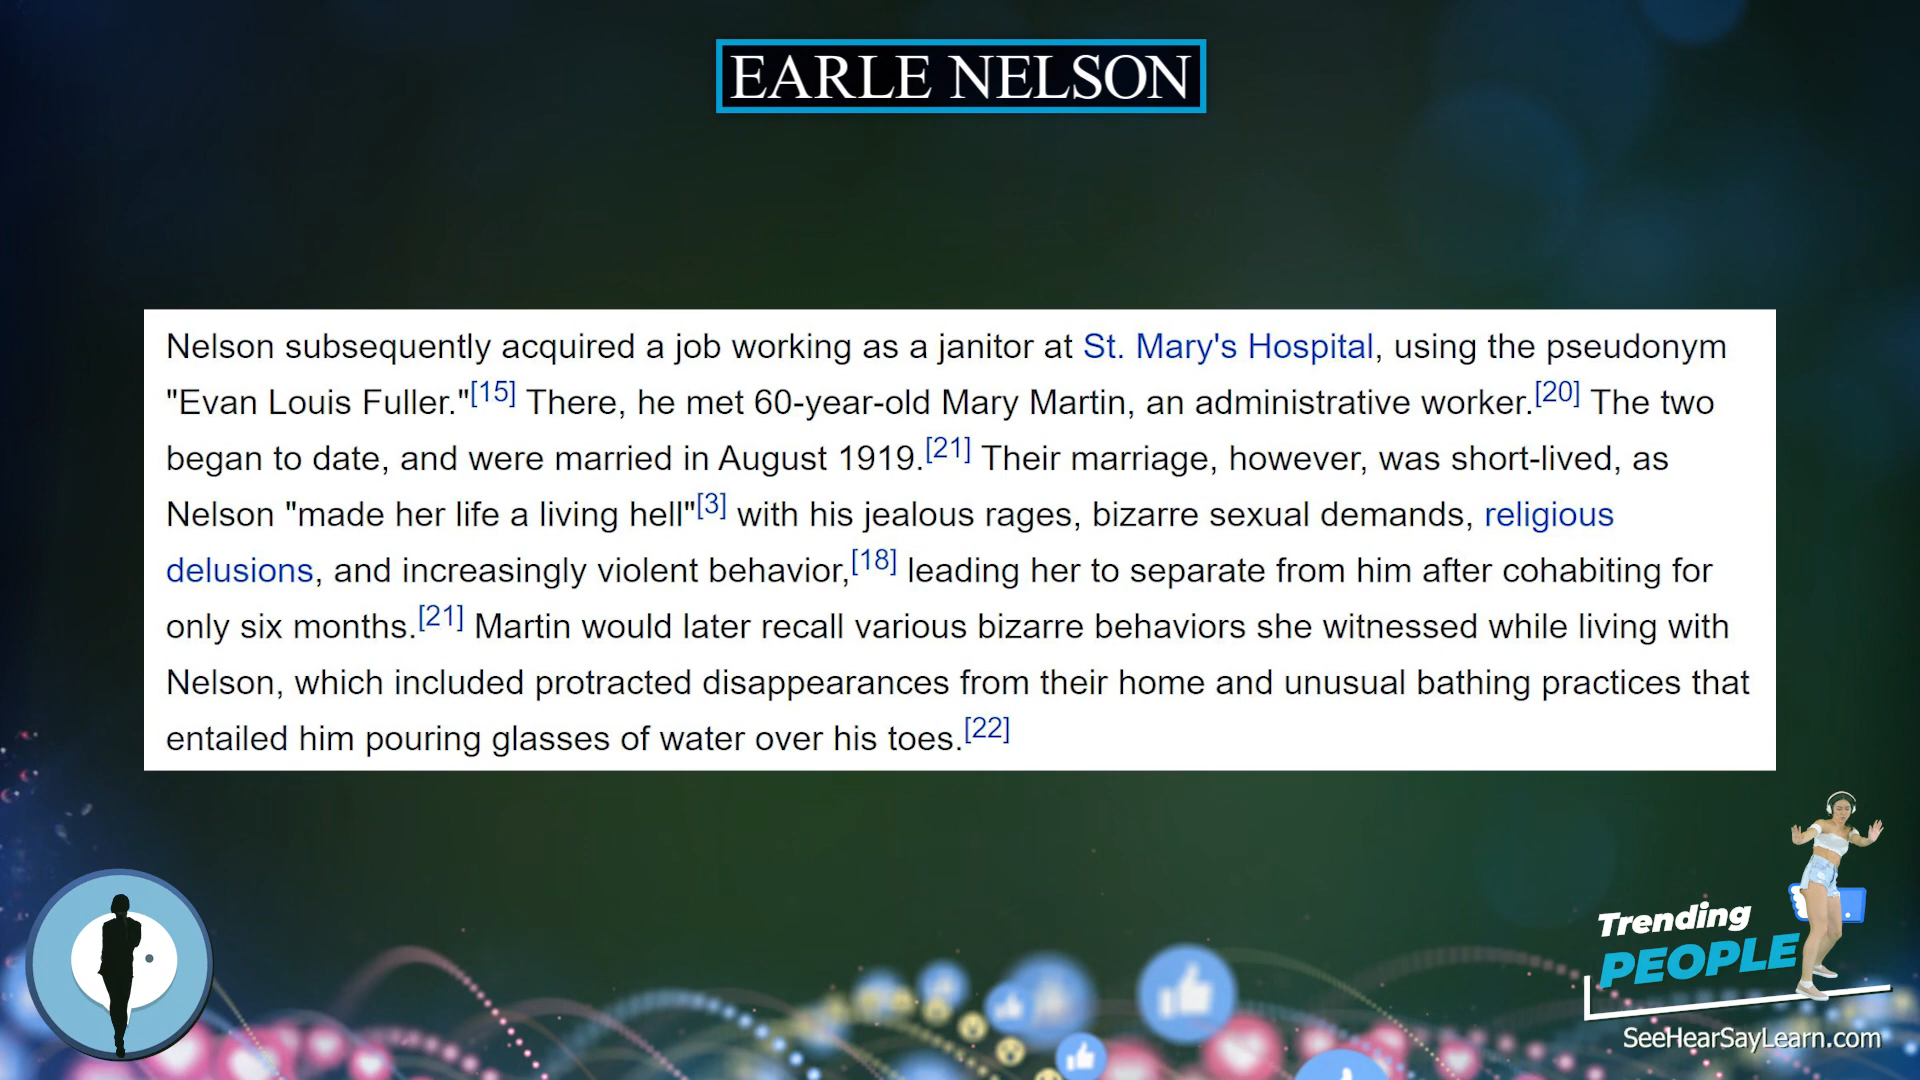 EARLE NELSON
Nelson subsequently acquired a job working as a janitor at St. Mary's Hospital, using the pseudonym
"Evan Louis Fuller."[15] There, he met 60-year-old Mary Martin, an administrative worker.[20] The two
began to date, and were married in August 1919.[21] Their marriage, however, was short-lived, as
Nelson "made her life a living hell"[3] with his jealous rages, bizarre sexual demands, religious
delusions, and increasingly violent behavior,[18] leading her to separate from him after cohabiting for
only six months.[21] Martin would later recall various bizarre behaviors she witnessed while living with
Nelson, which included protracted disappearances from their home and unusual bathing practices that
entailed him pouring glasses of water over his toes.[22]
Trending
PEOPLE
SeeHearSayLearn.com